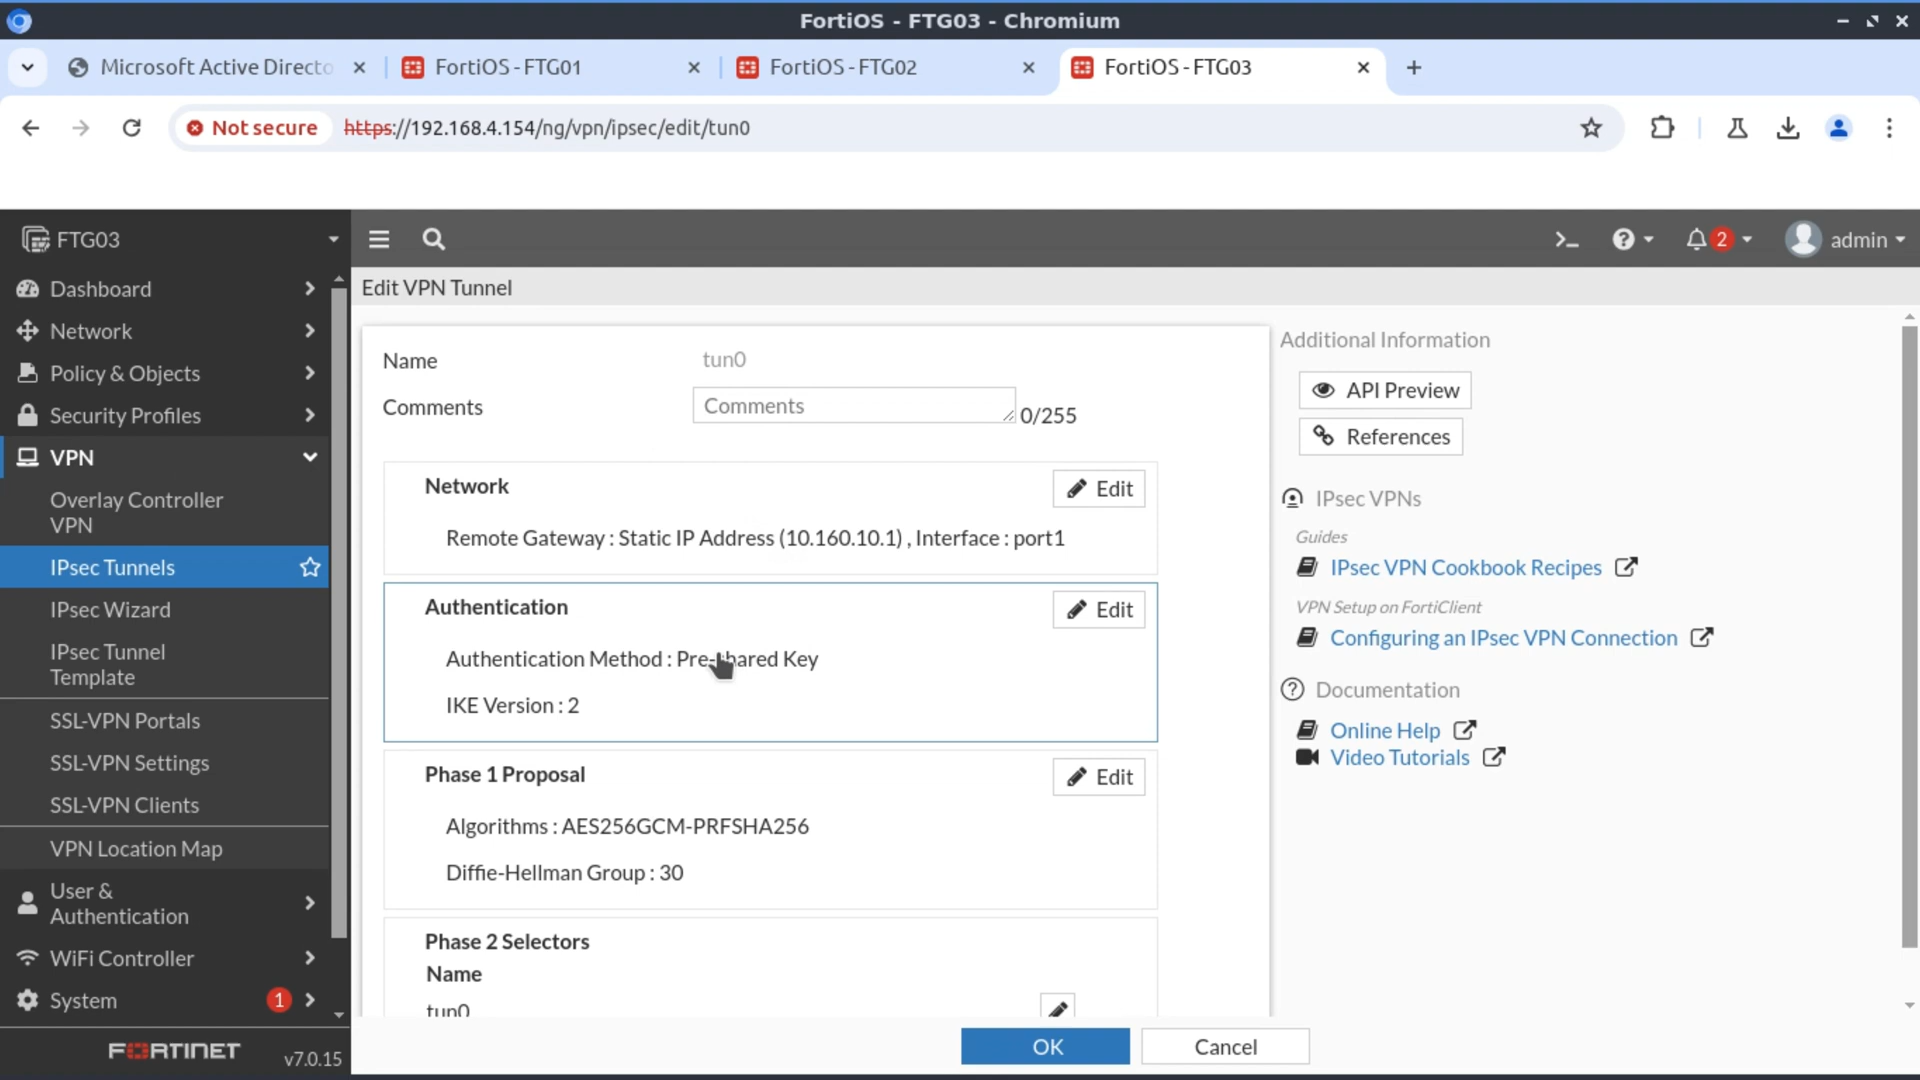 FortiOS - FTG03 - Chromium
Microsoft Active Directo
FortiOS - FTG01
FortiOS - FTG02
FortiOS - FTG03
Not secure
https://192.168.4.154/ng/vpn/ipsec/edit/tun0
FTG03
2
admin
Dashboard
Network
Policy & Objects
Security Profiles
VPN
Overlay Controller
VPN
IPsec Tunnels
IPsec Wizard
IPsec Tunnel
Template
SSL-VPN Portals
SSL-VPN Settings
SSL-VPN Clients
VPN Location Map
User &
Authentication
WiFi Controller
System
1
FORTINET
v7.0.15
Edit VPN Tunnel
Name
tun0
Comments
Comments
0/255
Network
Edit
Remote Gateway : Static IP Address (10.160.10.1) , Interface : port1
Authentication
Edit
Authentication Method : Pre-shared Key
IKE Version : 2
Phase 1 Proposal
Edit
Algorithms : AES256GCM-PRFSHA256
Diffie-Hellman Group : 30
Phase 2 Selectors
Name
tun0
OK
Cancel
Additional Information
API Preview
References
IPsec VPNs
Guides
IPsec VPN Cookbook Recipes
VPN Setup on FortiClient
Configuring an IPsec VPN Connection
Documentation
Online Help
Video Tutorials